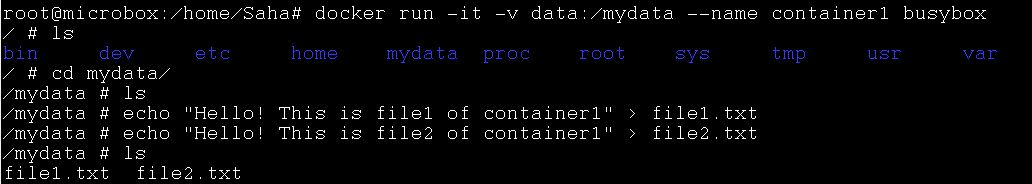 root@microbox:/home/Saha# docker run -it -v data:/mydata --name container1 busybox
/ # ls
bin dev etc home mydata proc root sys tmp usr var
/ # cd mydata/
/mydata # ls
/mydata # echo "Hello! This is file1 of container1" > file1.txt
/mydata # echo "Hello! This is file2 of container1" > file2.txt
/mydata # ls
file1.txt file2.txt